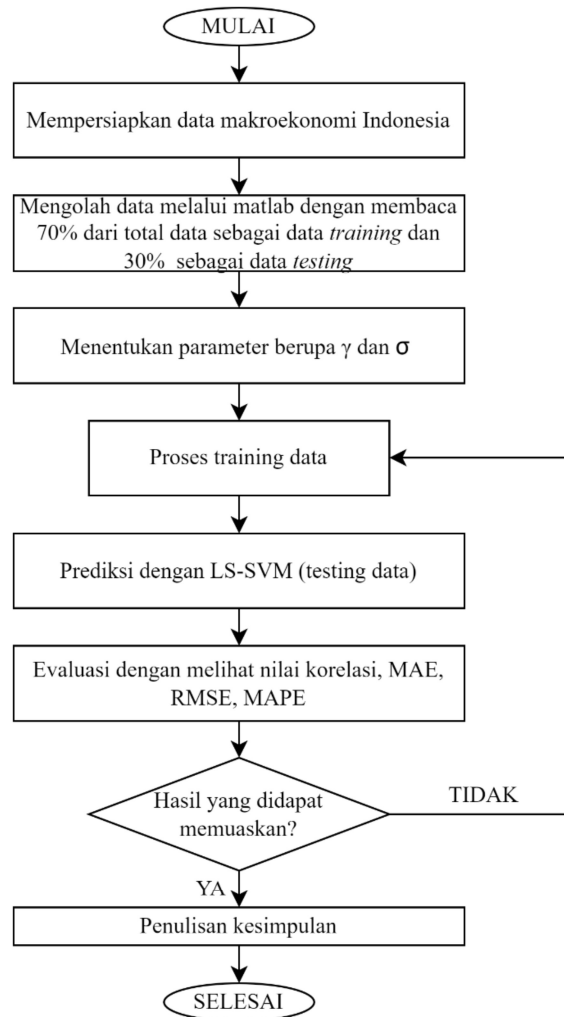 MULAI
Mempersiapkan data makroekonomi Indonesia
Mengolah data melalui matlab dengan membaca
70% dari total data sebagai data training dan
30% sebagai data testing
Menentukan parameter berupa γ dan σ
Proses training data
Prediksi dengan LS-SVM (testing data)
Evaluasi dengan melihat nilai korelasi, MAE,
RMSE, MAPE
Hasil yang didapat
memuaskan?
TIDAK
YA
Penulisan kesimpulan
SELESAI